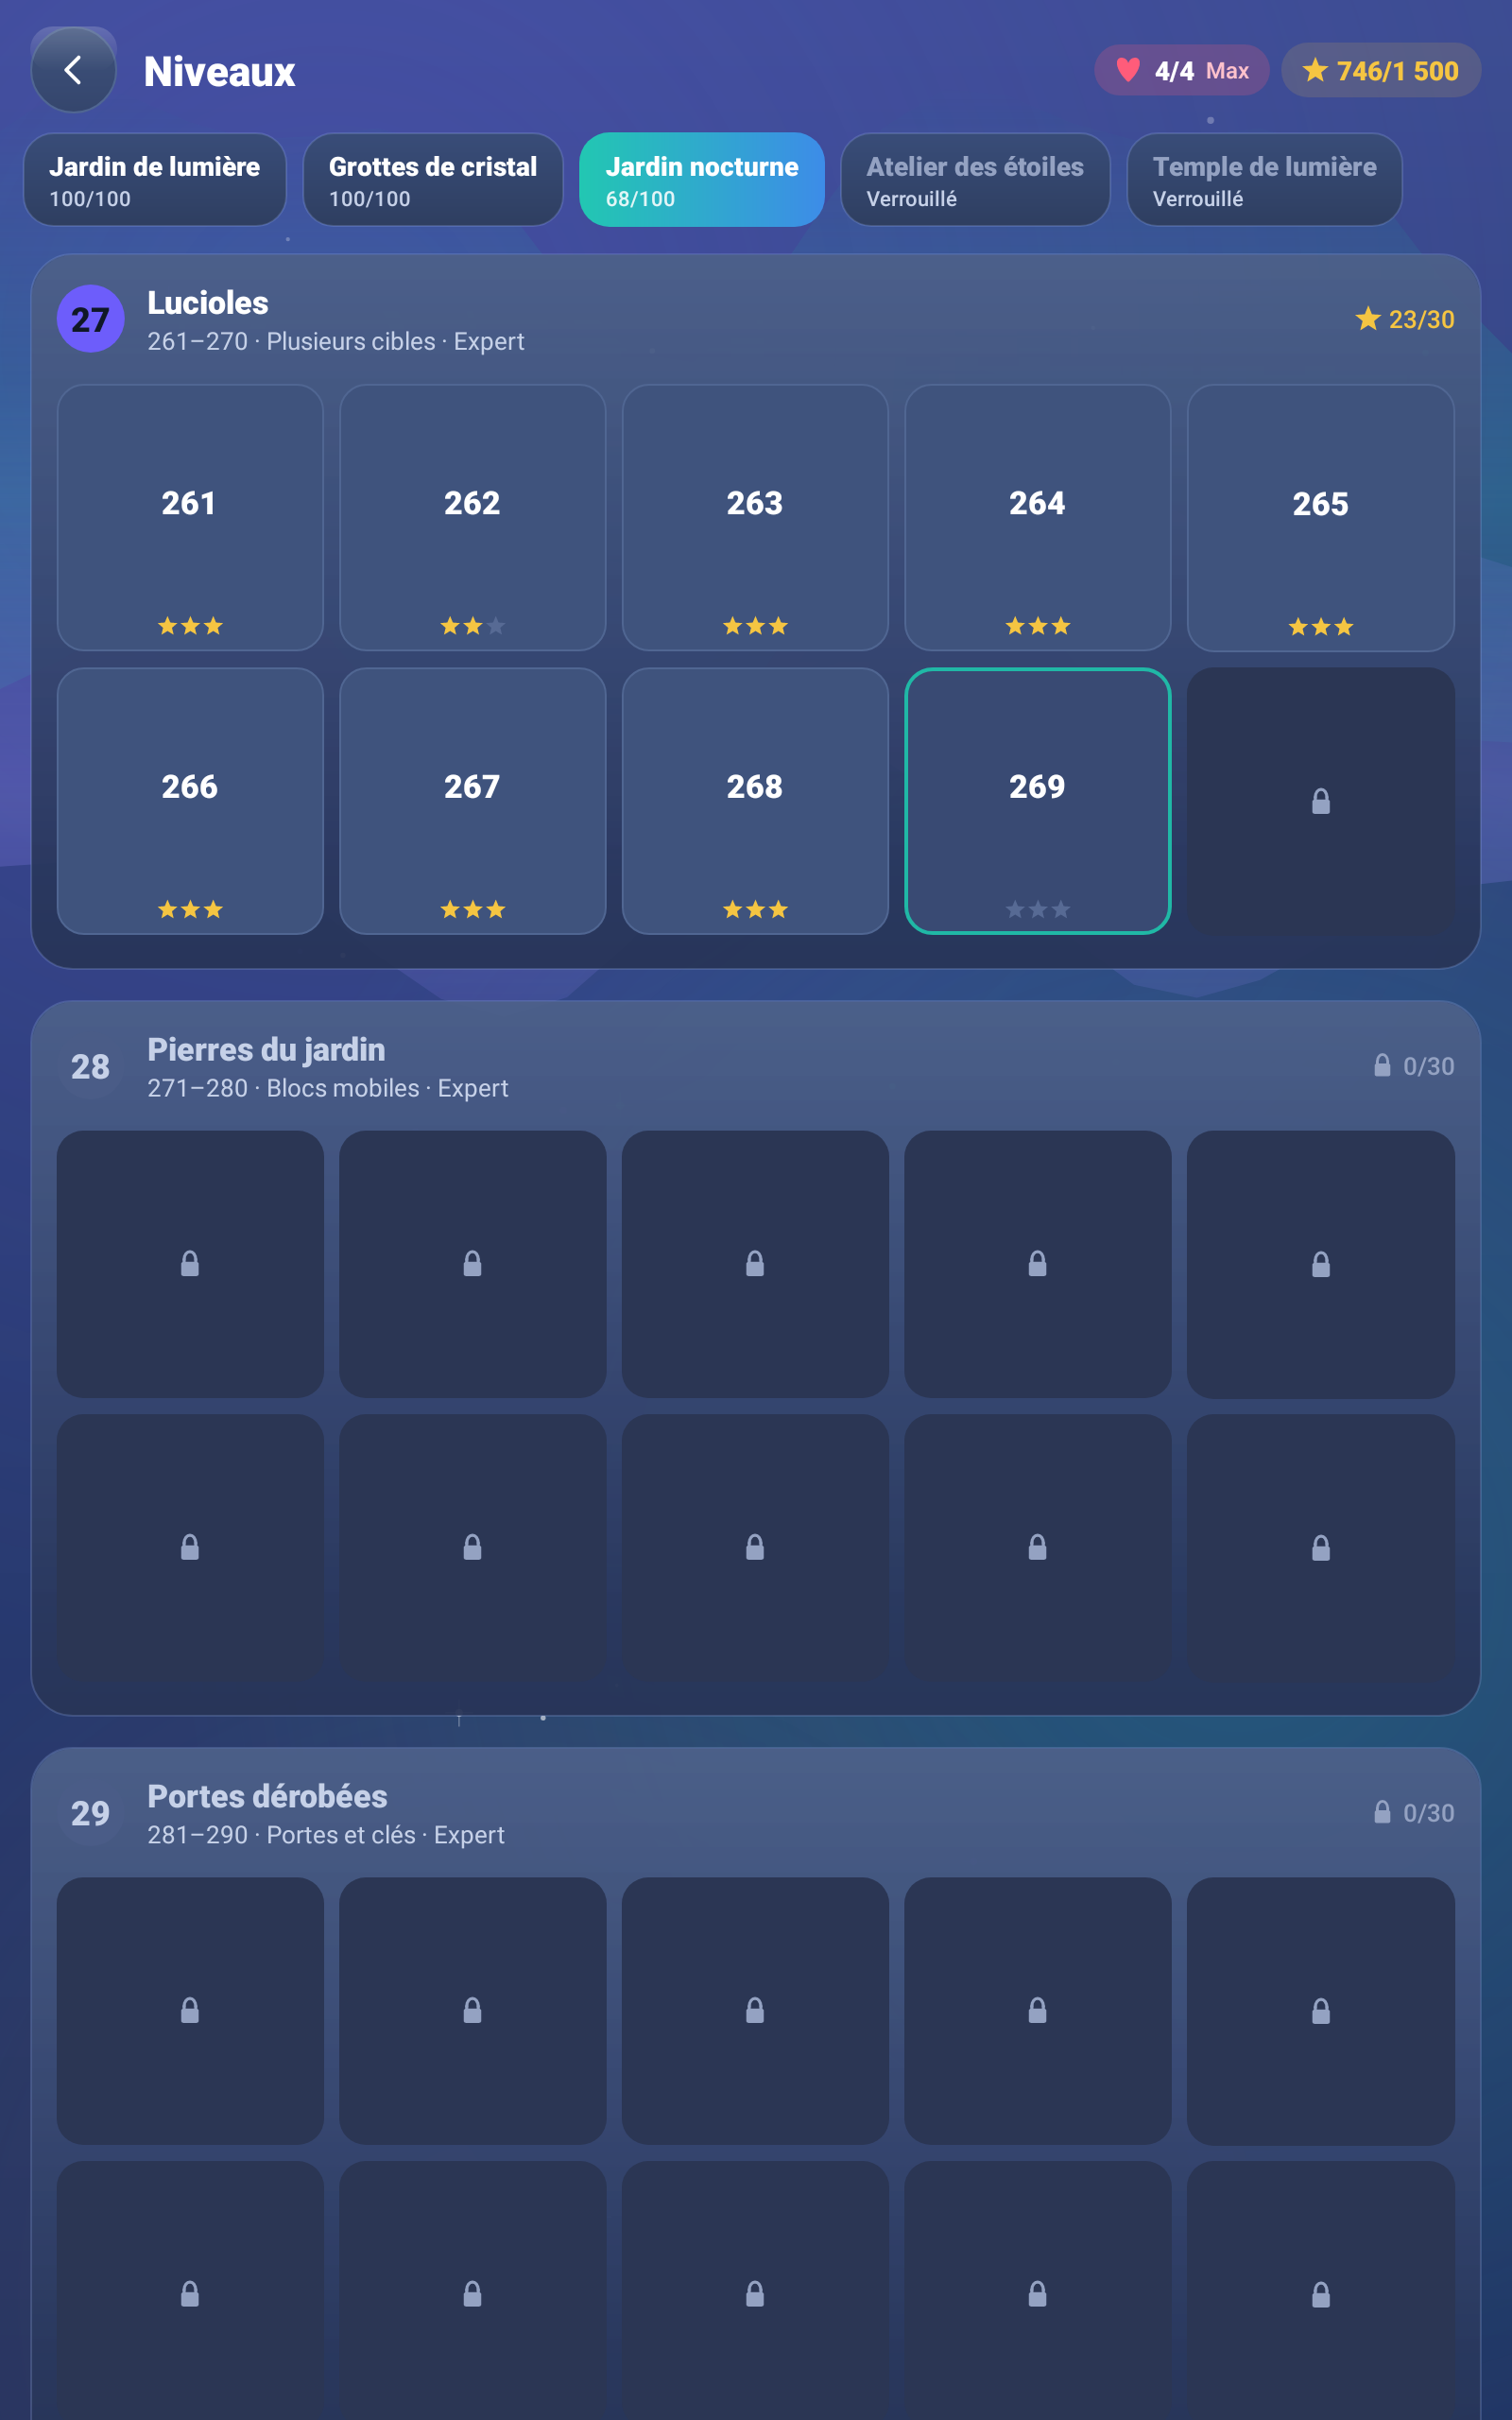 Niveaux
4/4 Max
746/1 500
Jardin de lumière
100/100
Grottes de cristal
100/100
Jardin nocturne
68/100
Atelier des étoiles
Verrouillé
Temple de lumière
Verrouillé
27
Lucioles
261–270 · Plusieurs cibles · Expert
23/30
261
262
263
264
265
266
267
268
269
28
Pierres du jardin
271–280 · Blocs mobiles · Expert
0/30
29
Portes dérobées
281–290 · Portes et clés · Expert
0/30